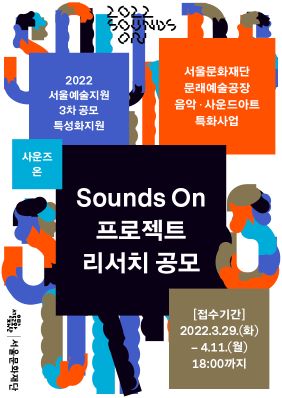 2022
SOUNDS
ON
2022
서울예술지원
3차 공모
특성화지원
서울문화재단
문래예술공장
음악·사운드아트
특화사업
사운즈
온
Sounds On
프로젝트
리서치 공모
[접수기간]
2022.3.29.(화)
– 4.11.(월)
18:00까지
서울문화재단